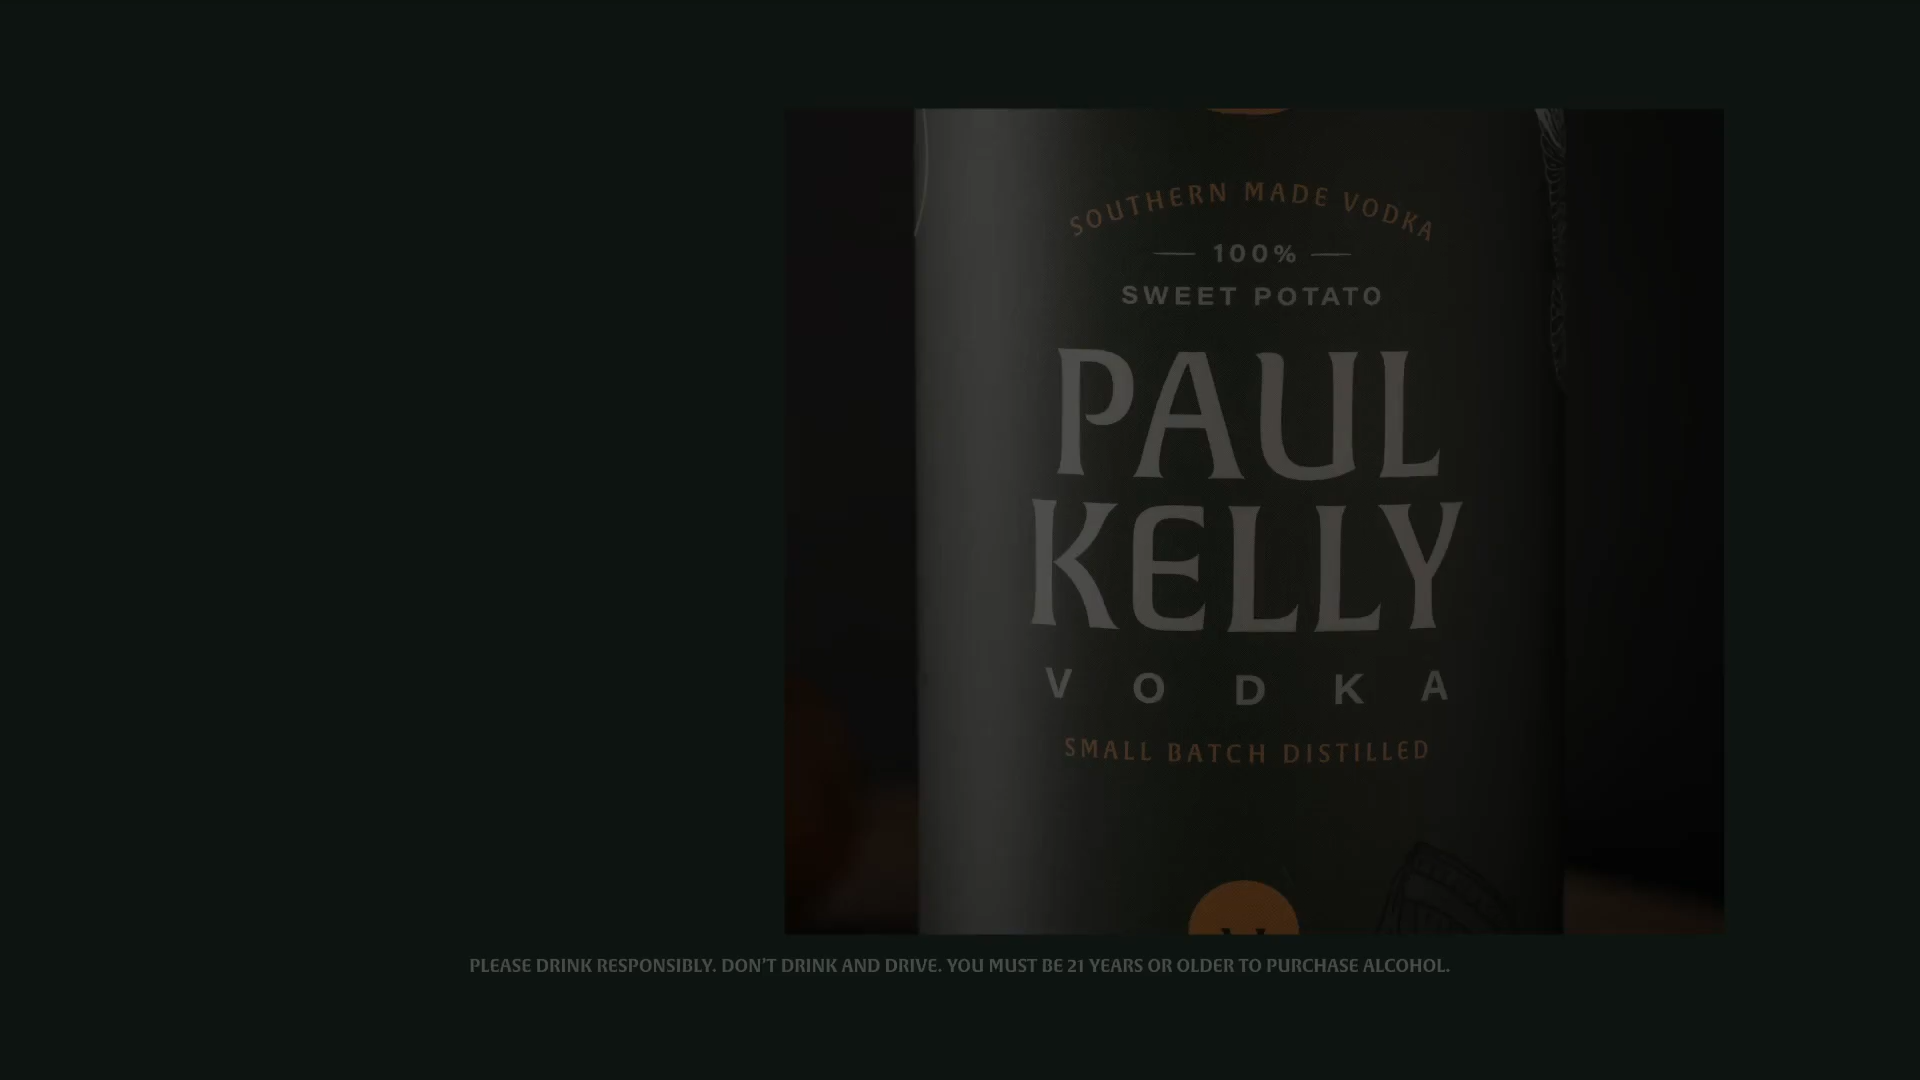 SOUTHERN MADE VODKA
100%
SWEET POTATO
PAUL
KELLY
VODKA
SMALL BATCH DISTILLED
PLEASE DRINK RESPONSIBLY. DON'T DRINK AND DRIVE. YOU MUST BE 21 YEARS OR OLDER TO PURCHASE ALCOHOL.